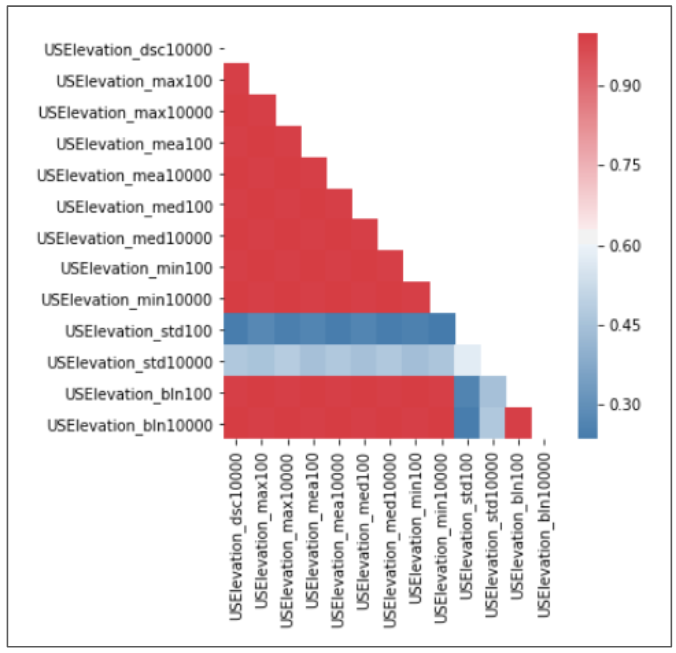 USElevation_dsc10000
USElevation_max100
USElevation_max10000
USElevation_mea100
USElevation_mea10000
USElevation_med100
USElevation_med10000
USElevation_min100
USElevation_min10000
USElevation_std100
USElevation_std10000
USElevation_bln100
USElevation_bln10000
0.90
0.75
0.60
0.45
0.30
USElevation_dsc10000
USElevation_max100
USElevation_max10000
USElevation_mea100
USElevation_mea10000
USElevation_med100
USElevation_med10000
USElevation_min100
USElevation_min10000
USElevation_std100
USElevation_std10000
USElevation_bln100
USElevation_bln10000